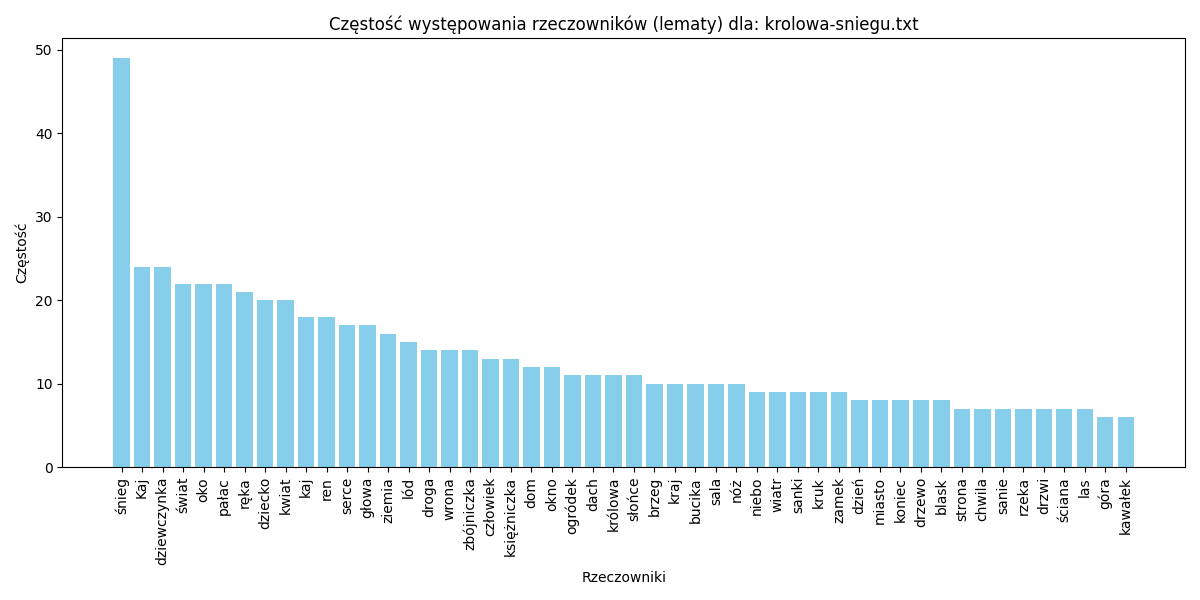 Częstość występowania rzeczowników (lematy) dla: krolowa-sniegu.txt
Częstość
50
40
30
20
10
0
śnieg
Kaj
dziewczynka
świat
oko
pałac
ręka
dziecko
kwiat
kaj
ren
serce
głowa
ziemia
lód
droga
wrona
zbójniczka
człowiek
księżniczka
dom
okno
ogródek
dach
królowa
słońce
brzeg
kraj
bucika
sala
nóż
niebo
wiatr
sanki
kruk
zamek
dzień
miasto
koniec
drzewo
blask
strona
chwila
sanie
rzeka
drzwi
ściana
las
góra
kawałek
Rzeczowniki